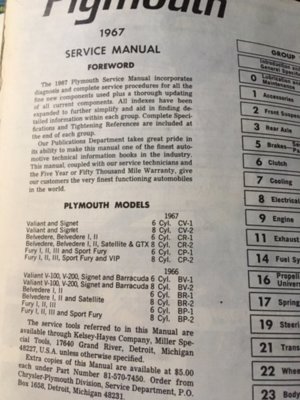 Plymouth
1967
SERVICE MANUAL
FOREWORD
The 1967 Plymouth Service Manual incorporates
diagnosis and complete service procedures for all the
fine new components used plus a thorough updating
of all current components. All indexes have been
expanded to further simplify and aid in finding de-
tailed information within each group. Complete Speci-
fications and Tightening References are included at
the end of each group.
Our Publications Department takes great pride in
its ability to make this manual one of the finest auto-
motive technical information books in the industry.
This manual, coupled with our service technicians and
the Five Year or Fifty Thousand Mile Warranty, give
our customers the very finest functioning automobiles
in the world.
PLYMOUTH MODELS
1967
Valiant and Signet 6 Cyl. CV-1
Valiant and Signet 8 Cyl. CV-2
Belvedere, Belvedere I, II 6 Cyl. CR-1
Belvedere, Belvedere I, II, Satellite & GTX 8 Cyl. CR-2
Fury I, II, III and Sport Fury 6 Cyl. CP-1
Fury I, II, III, Sport Fury and VIP 8 Cyl. CP-2
1966
Valiant V-100, V-200, Signet and Barracuda 6 Cyl. BV-1
Valiant V-100, V-200, Signet and Barracuda 8 Cyl. BV-2
Belvedere I, II 6 Cyl. BR-1
Belvedere I, II and Satellite 8 Cyl. BR-2
Fury I, II, III 6 Cyl. BP-1
Fury I, II, III and Sport Fury 8 Cyl. BP-2
The service tools referred to in this Manual are
available through Kelsey-Hayes Company, Miller Spe-
cial Tools, 17640 Grand River, Detroit, Michigan
48227, U.S.A. unless otherwise specified.
Extra copies of this Manual are available at $5.00
each under Part Number 81-570-7450. Order from
Chrysler-Plymouth Division, Service Department, P.O.
Box 1658, Detroit, Michigan 48231.
GROUP
Introduction
General
0 Lubrication and
Maintenance
1 Accessories
2 Front Suspen
3 Rear Axle
5 Brakes
6 Clutch
7 Cooling
8 Electrical
9 Engine
11 Exhaust
14 Fuel Sy
16 Propell
Univers
17 Spring
19 Steeri
21 Trans
22 Whee
23 Body